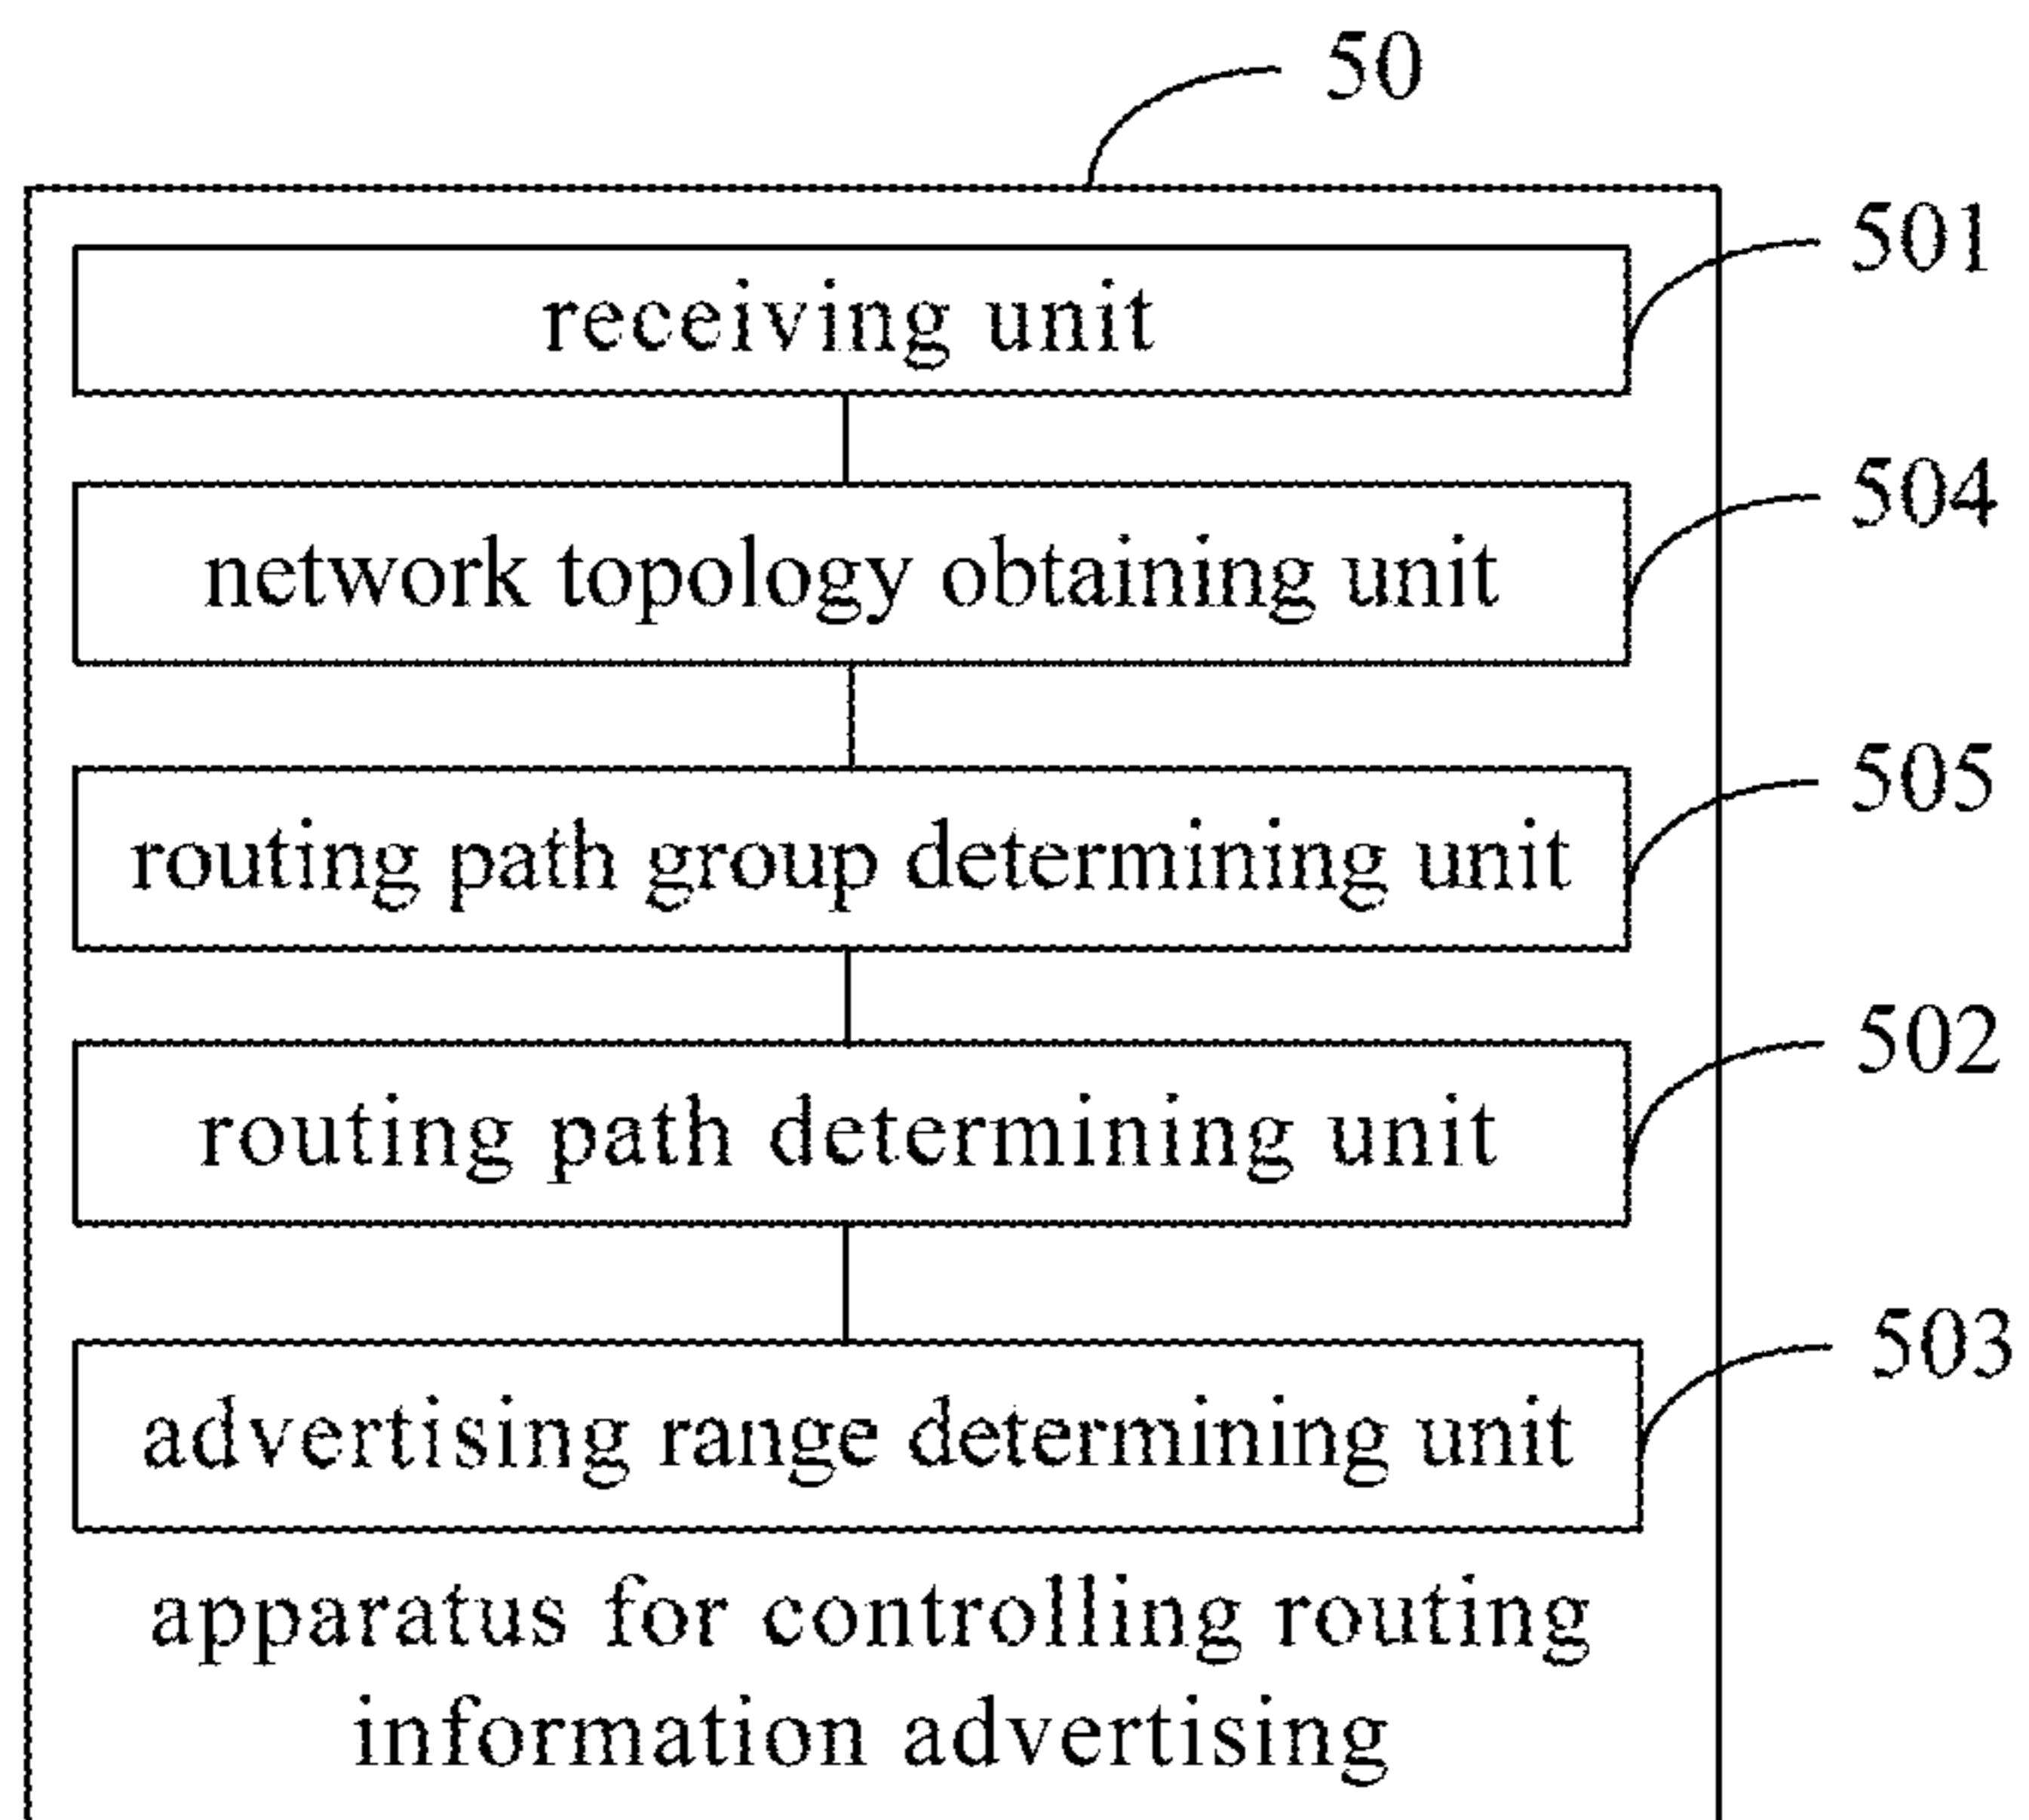 50
receiving unit
501
network topology obtaining unit
504
routing path group determining unit
505
routing path determining unit
502
advertising range determining unit
503
apparatus for controlling routing
information advertising